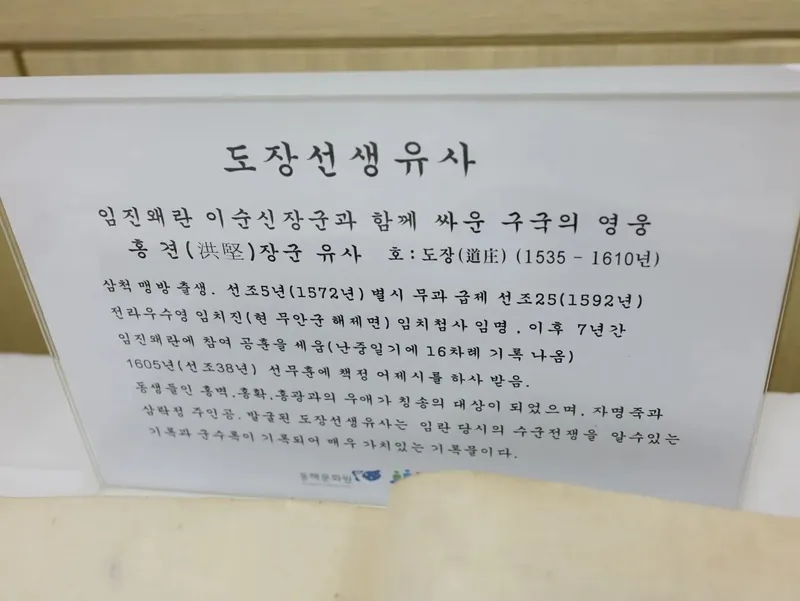 도장선생유사
임진왜란 이순신장군과 함께 싸운 구국의 영웅
홍 견(洪堅)장군 유사 호:도장(道庄) (1535 - 1610년)
삼척 맹방 출생. 선조5년(1572년) 별시 무과 급제 선조25(1592년)
전라우수영 임치진(현 무안군 해제면) 임치첨사 임명, 이후 7년간
임진왜란에 참여 공훈을 세움(난중일기에 16차례 기록 나옴)
1605년(선조38년) 선무훈에 책정 어제시를 하사 받음.
동생들인 홍벽,홍확,홍광과의 우애가 칭송의 대상이 되었으며, 자명죽과
상락정 주인공. 발굴된 도장선생유사는 임란 당시의 수군전쟁을 알수있는
기록과 군수록이 기록되어 매우 가치있는 기록물이다.
동해문화원